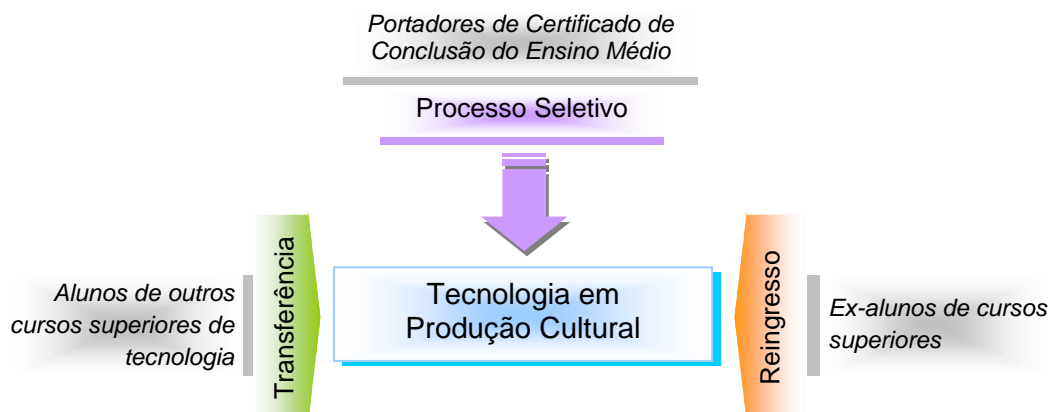 Portadores de Certificado de
Conclusão do Ensino Médio
Processo Seletivo
Transferência
Alunos de outros
cursos superiores de
tecnologia
Tecnologia em
Produção Cultural
Reingresso
Ex-alunos de cursos
superiores